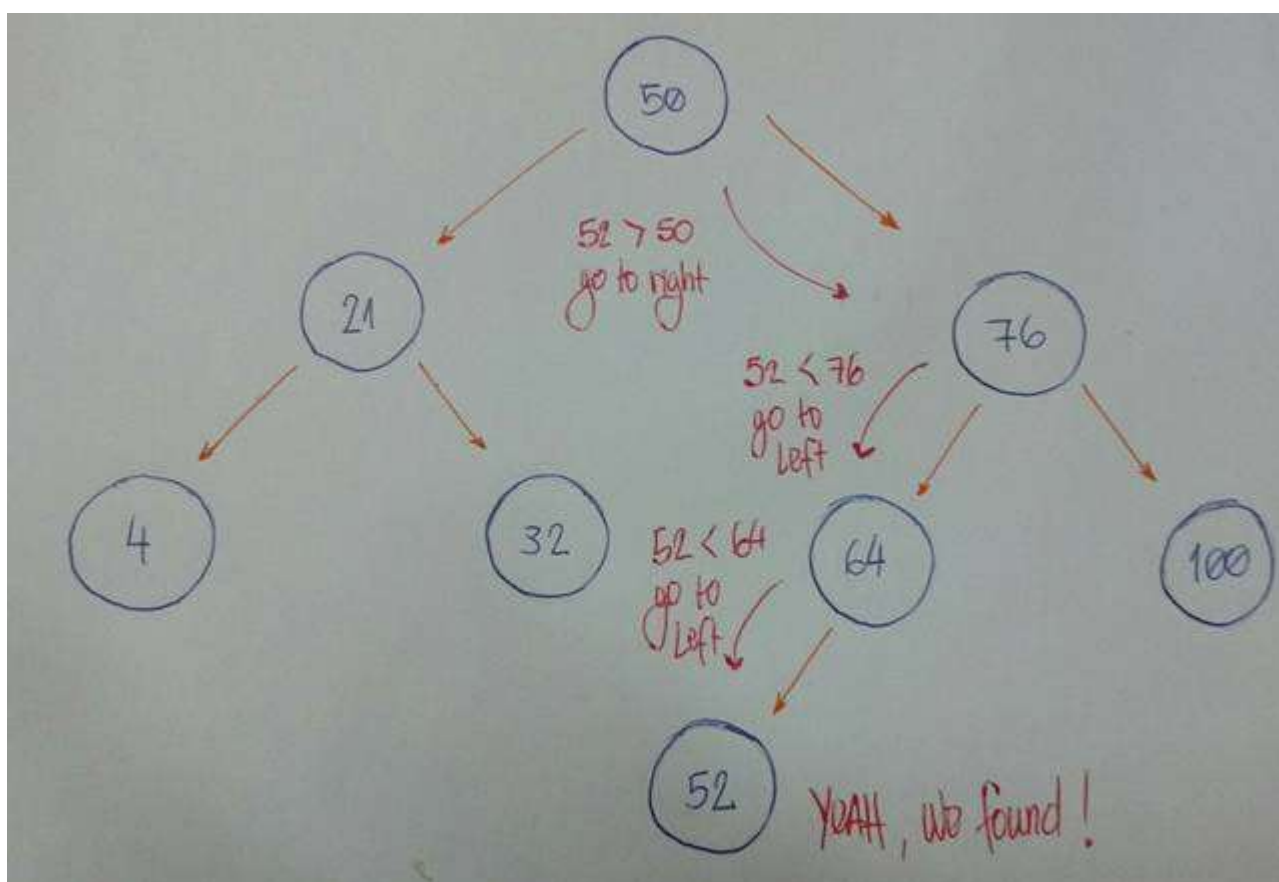 50
52 > 50
go to right
21
76
52 < 76
go to
Left
4
32
64
100
52 < 64
go to
Left
52
YEAH, we found!